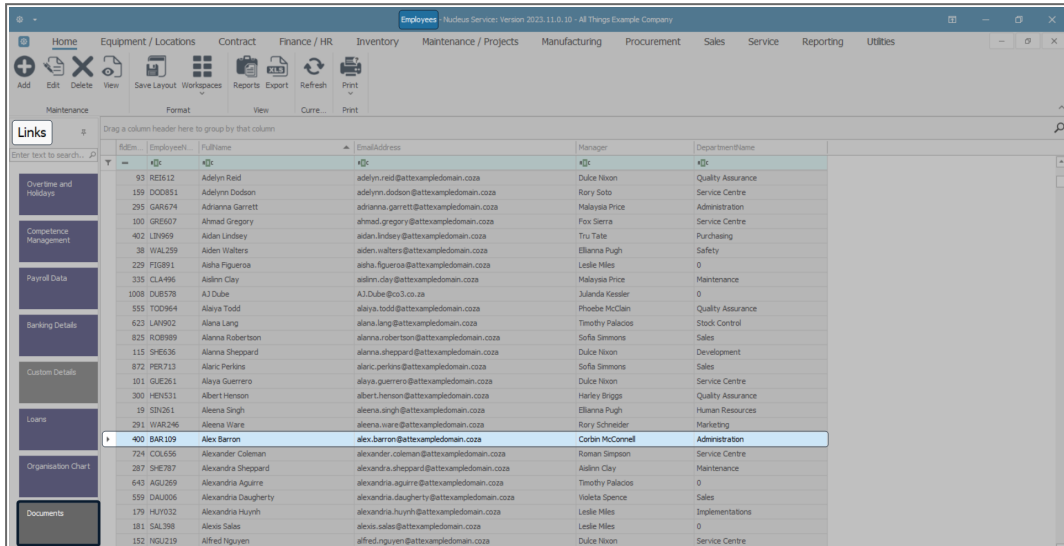 Employees - Nucleus Service: Version 2023.11.0.10 - All Things Example Company
Home Equipment / Locations Contract Finance / HR Inventory Maintenance / Projects Manufacturing Procurement Sales Service Reporting Utilities
Add Edit Delete View Save Layout Workspaces Reports Export Refresh Print
Maintenance Format View Curre... Print
Links
Drag a column header here to group by that column
Enter text to search...
fldEm... EmployeeN... FullName EmailAddress Manager DepartmentName
Overtime and Holidays
Competence Management
Payroll Data
Banking Details
Custom Details
Loans
Organisation Chart
Documents
93 REI612 Adelyn Reid adelyn.reid@attexampledomain.coza Dulce Nixon Quality Assurance
159 DOD851 Adelynn Dodson adelynn.dodson@attexampledomain.coza Rory Soto Service Centre
295 GAR674 Adrianna Garrett adrianna.garrett@attexampledomain.coza Malaysia Price Administration
100 GRE607 Ahmad Gregory ahmad.gregory@attexampledomain.coza Fox Sierra Service Centre
402 LIN969 Aidan Lindsey aidan.lindsey@attexampledomain.coza Tru Tate Purchasing
38 WAL259 Aiden Walters aiden.walters@attexampledomain.coza Ellianna Pugh Safety
229 FIG891 Aisha Figueroa aisha.figueroa@attexampledomain.coza Leslie Miles 0
335 CLA496 Aislinn Clay aislinn.clay@attexampledomain.coza Malaysia Price Maintenance
1008 DUB578 AJ Dube AJ.Dube@co3.co.za Julanda Kessler 0
555 TOD964 Alaiya Todd alaiya.todd@attexampledomain.coza Phoebe McClain Quality Assurance
623 LAN902 Alana Lang alana.lang@attexampledomain.coza Timothy Palacios Stock Control
825 ROB989 Alanna Robertson alanna.robertson@attexampledomain.coza Sofia Simmons Sales
115 SHE636 Alanna Sheppard alanna.sheppard@attexampledomain.coza Dulce Nixon Development
872 PER713 Alaric Perkins alaric.perkins@attexampledomain.coza Sofia Simmons Sales
101 GUE261 Alaya Guerrero alaya.guerrero@attexampledomain.coza Dulce Nixon Service Centre
300 HEN531 Albert Henson albert.henson@attexampledomain.coza Harley Briggs Quality Assurance
19 SIN261 Aleena Singh aleena.singh@attexampledomain.coza Ellianna Pugh Human Resources
291 WAR246 Aleena Ware aleena.ware@attexampledomain.coza Rory Schneider Marketing
400 BAR109 Alex Barron alex.barron@attexampledomain.coza Corbin McConnell Administration
724 COL656 Alexander Coleman alexander.coleman@attexampledomain.coza Roman Simpson Service Centre
287 SHE787 Alexandra Sheppard alexandra.sheppard@attexampledomain.coza Aislinn Clay Maintenance
643 AGU269 Alexandria Aguirre alexandria.aguirre@attexampledomain.coza Timothy Palacios 0
559 DAU006 Alexandria Daugherty alexandria.daugherty@attexampledomain.coza Violeta Spence Sales
179 HUY032 Alexandria Huynh alexandria.huynh@attexampledomain.coza Leslie Miles Implementations
181 SAL398 Alexis Salas alexis.salas@attexampledomain.coza Leslie Miles 0
152 NGU219 Alfred Nguyen alfred.nguyen@attexampledomain.coza Dulce Nixon Service Centre